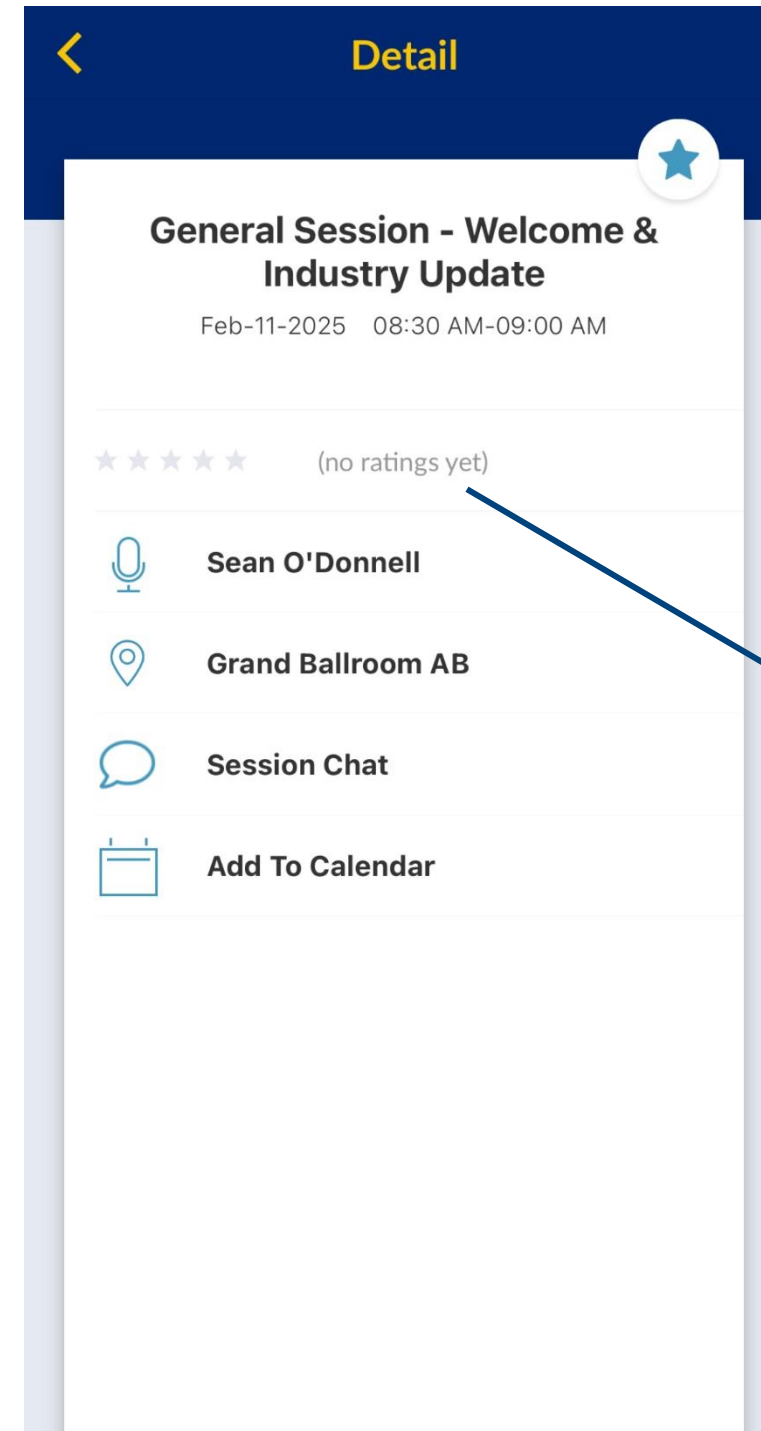 Detail
General Session - Welcome &
Industry Update
Feb-11-2025 08:30 AM-09:00 AM
(no ratings yet)
Sean O'Donnell
Grand Ballroom AB
Session Chat
Add To Calendar